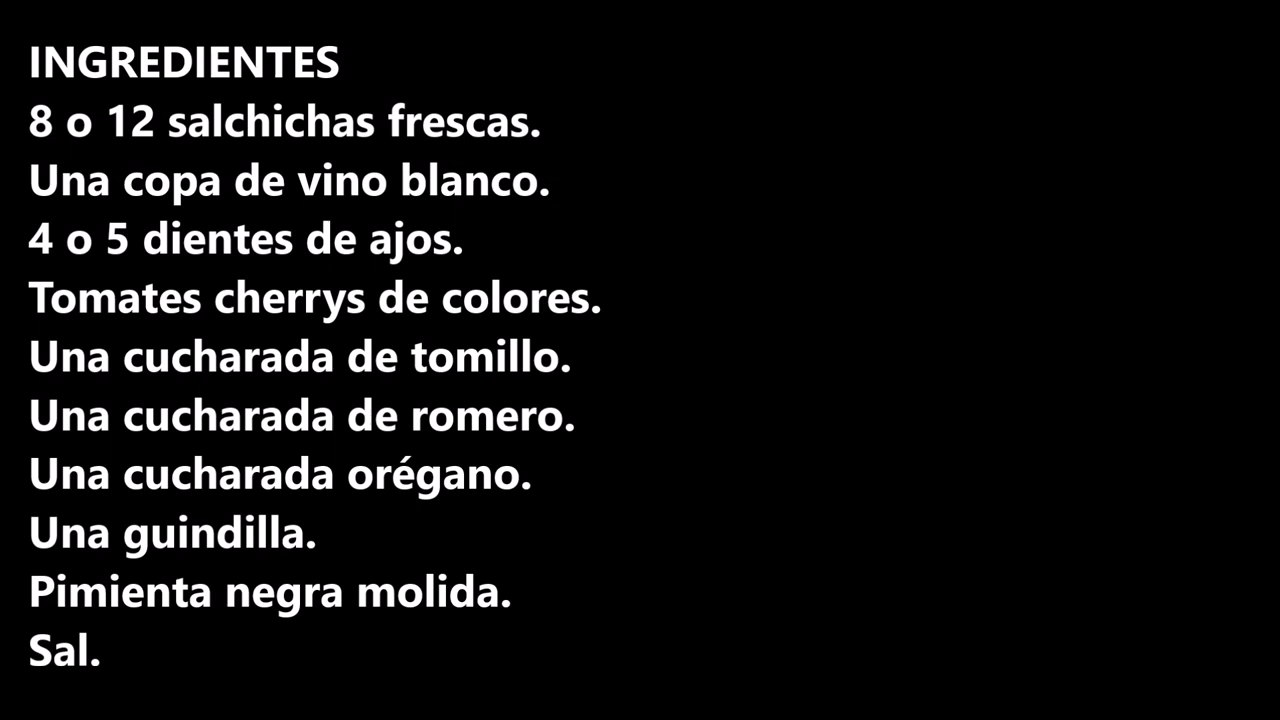 INGREDIENTES
8 o 12 salchichas frescas.
Una copa de vino blanco.
4 o 5 dientes de ajos.
Tomates cherrys de colores.
Una cucharada de tomillo.
Una cucharada de romero.
Una cucharada orégano.
Una guindilla.
Pimienta negra molida.
Sal.